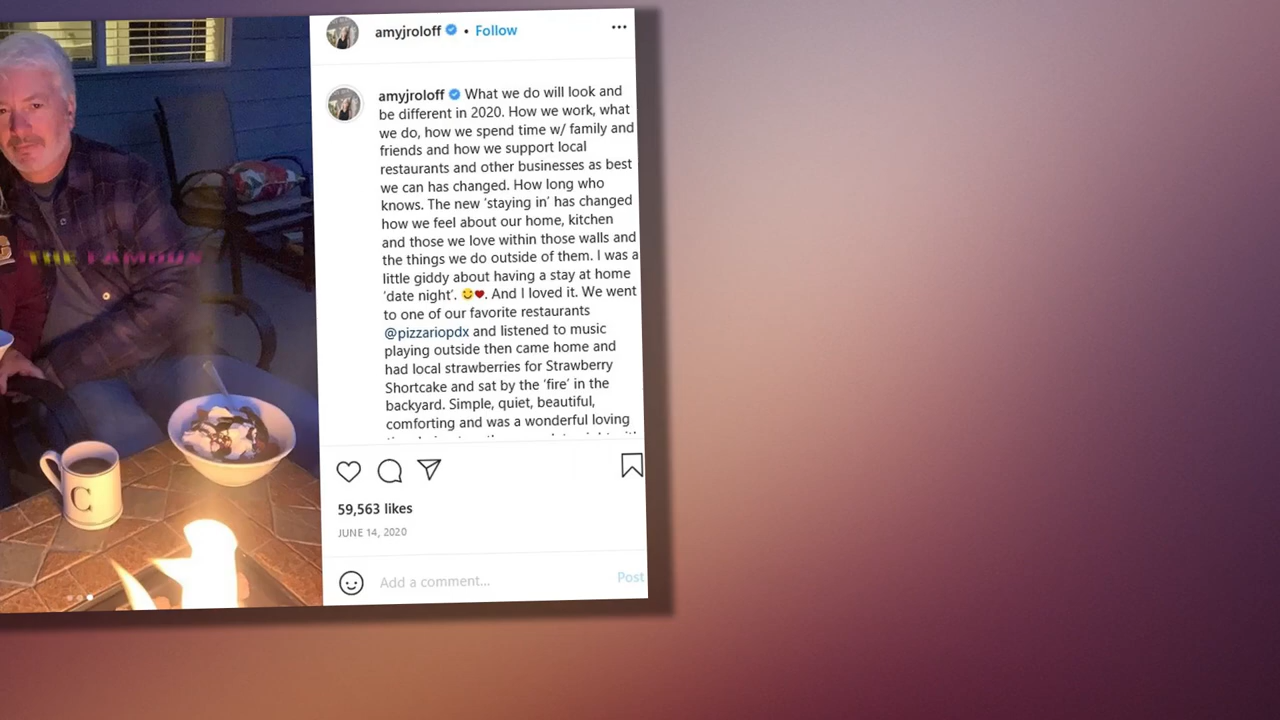 amyjroloff • Follow
amyjroloff What we do will look and
be different in 2020. How we work, what
we do, how we spend time w/ family and
friends and how we support local
restaurants and other businesses as best
we can has changed. How long who
knows. The new 'staying in' has changed
how we feel about our home, kitchen
and those we love within those walls and
the things we do outside of them. I was a
little giddy about having a stay at home
'date night'. 😃❤️. And I loved it. We went
to one of our favorite restaurants
@pizzariopdx and listened to music
playing outside then came home and
had local strawberries for Strawberry
Shortcake and sat by the 'fire' in the
backyard. Simple, quiet, beautiful,
comforting and was a wonderful loving
59,563 likes
JUNE 14, 2020
Add a comment...
Post
THE FAMOUS
C